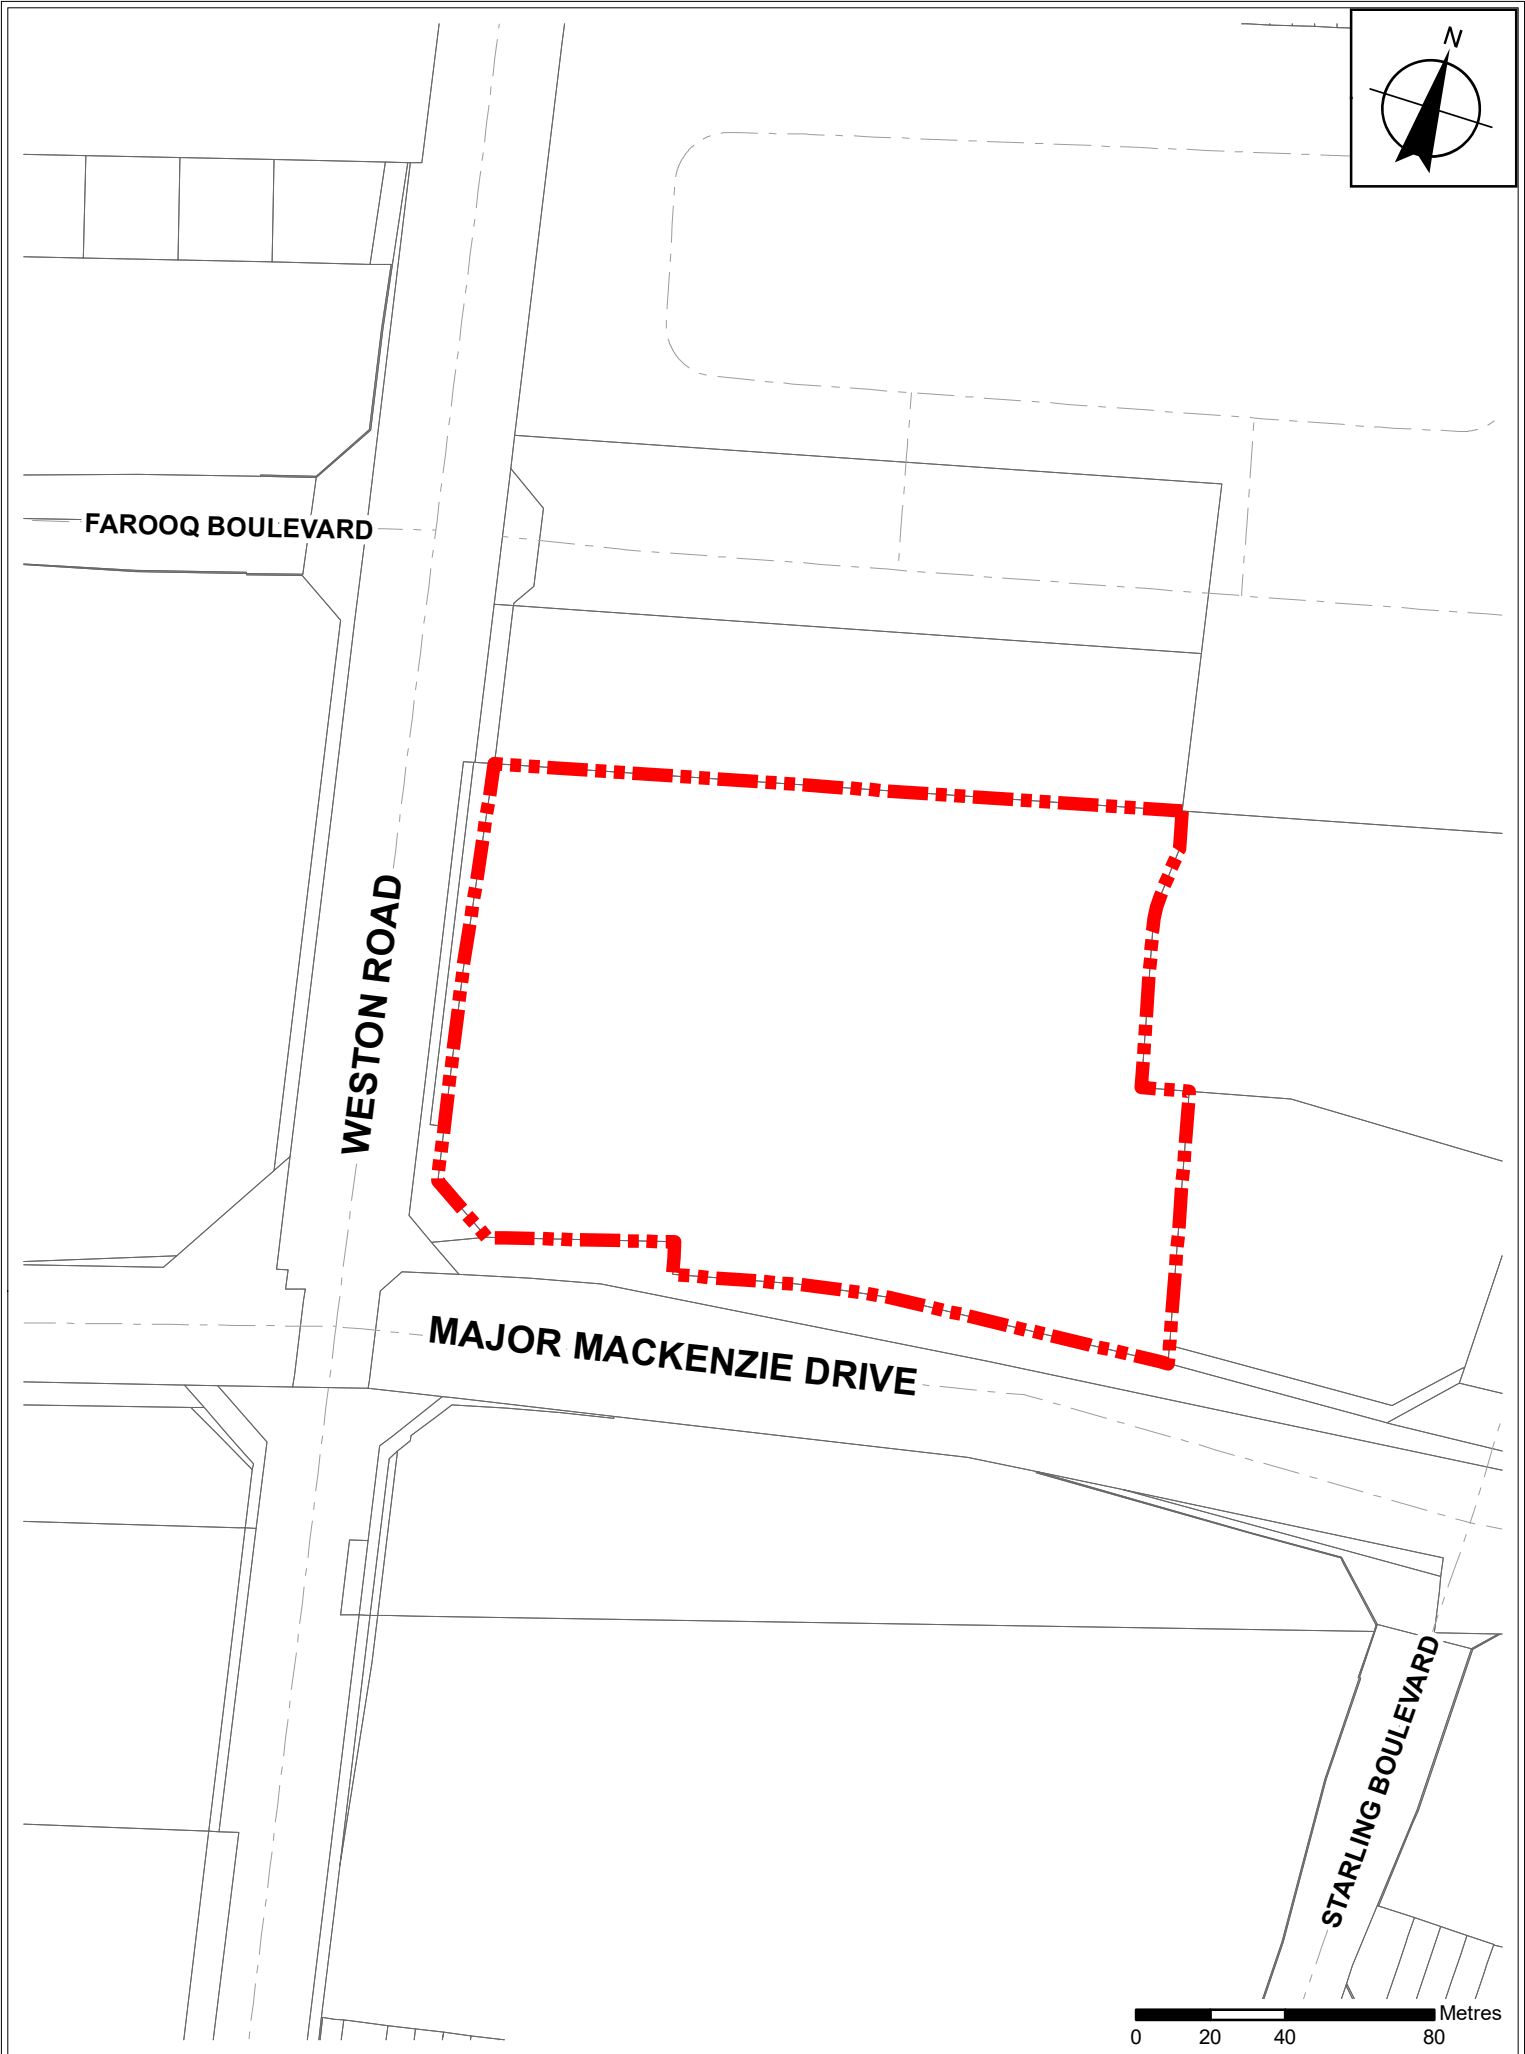 N
FAROOQ BOULEVARD
WESTON ROAD
MAJOR MACKENZIE DRIVE
STARLING BOULEVARD
Metres
0 20 40 80